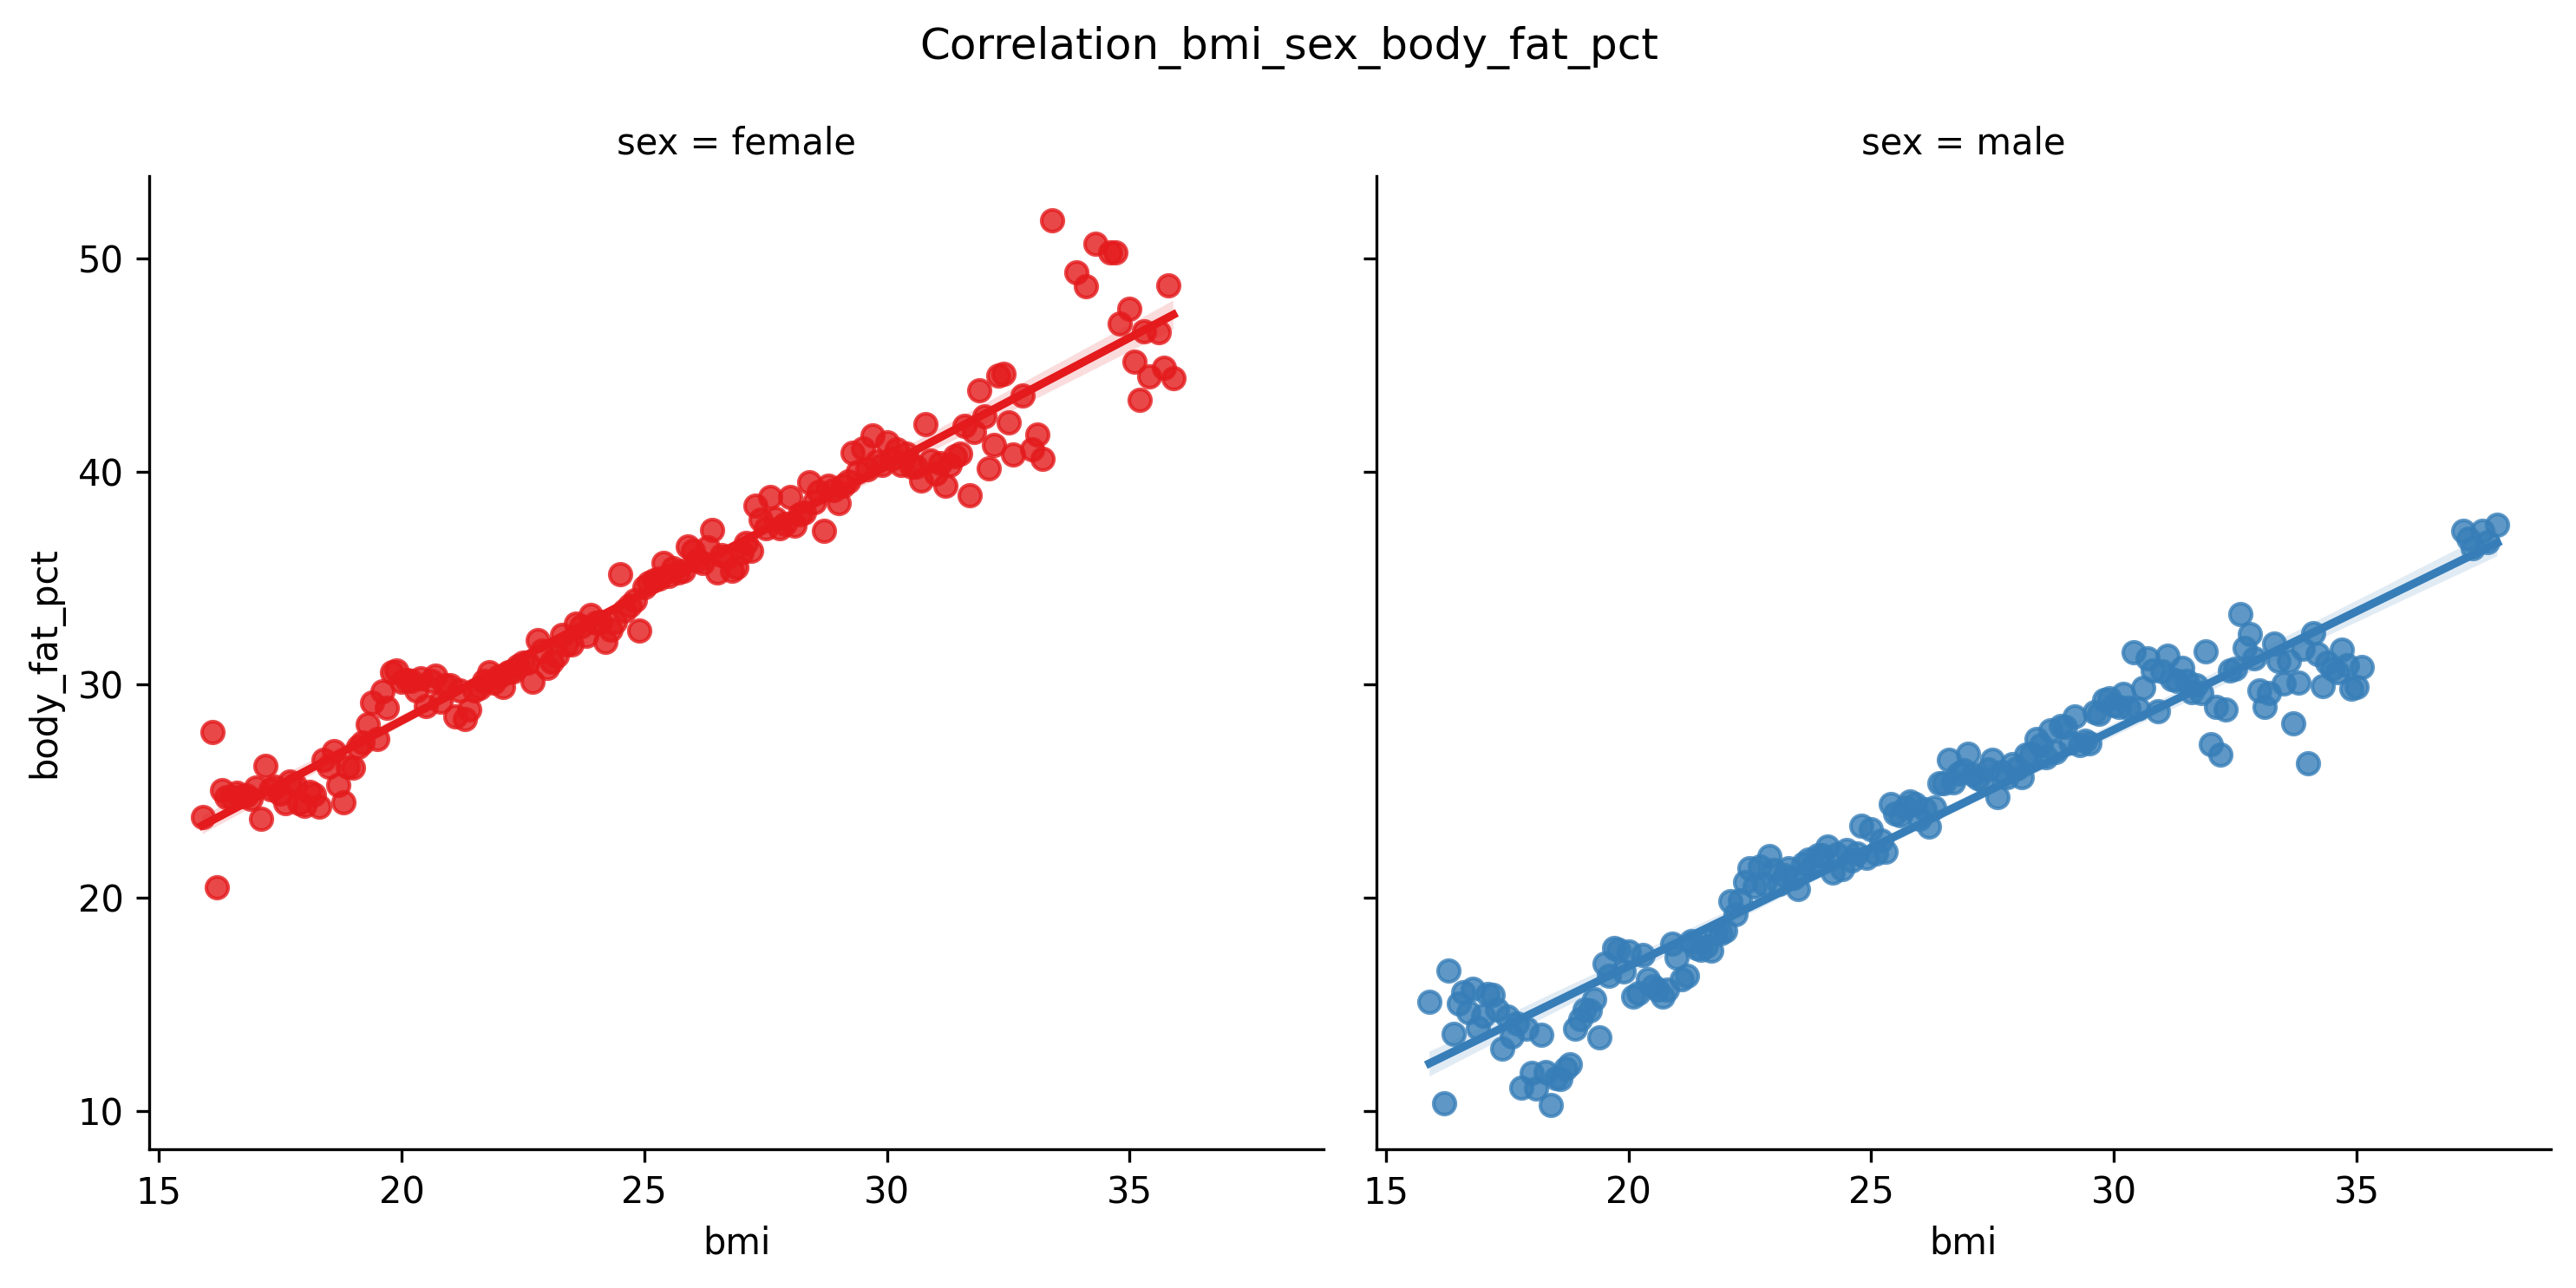 Correlation_bmi_sex_body_fat_pct
sex = female
sex = male
body_fat_pct
50
40
30
20
10
15 20 25 30 35
15 20 25 30 35
bmi
bmi